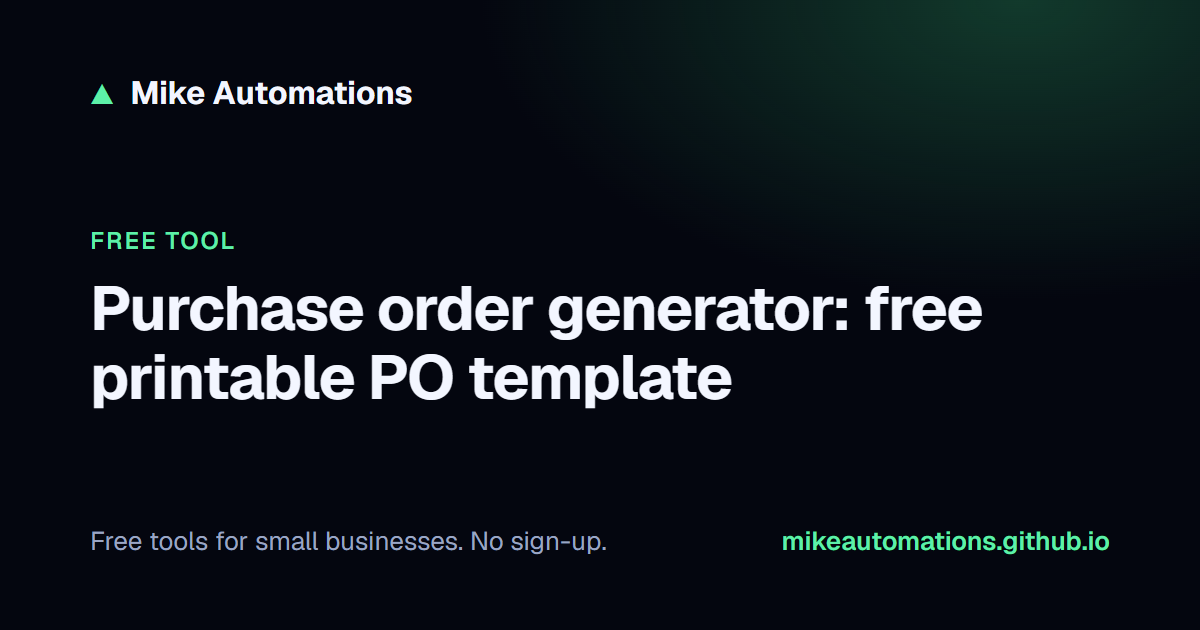 Mike Automations
FREE TOOL
Purchase order generator: free
printable PO template
Free tools for small businesses. No sign-up.
mikeautomations.github.io